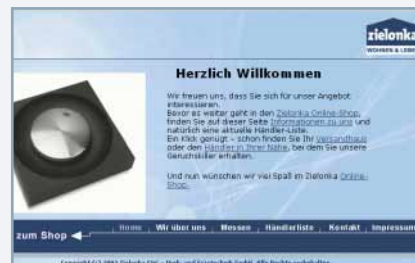 zielonka
WOHNEN & LEBEN
Herzlich Willkommen
Wir freuen uns, dass Sie sich für unser Angebot
interessieren.
Bevor es weiter geht in den Zielonka Online-Shop,
finden Sie auf dieser Seite Informationen zu uns und
natürlich eine aktuelle Händler-Liste.
Ein Klick genügt - schon finden Sie Ihr Versandhaus
oder den Händler in Ihrer Nähe, bei dem Sie unsere
Geruchskiller erhalten.
Und nun wünschen wir viel Spaß im Zielonka Online-
Shop.
zum Shop
Home Wir über uns Messen Händlerliste Kontakt Impressum